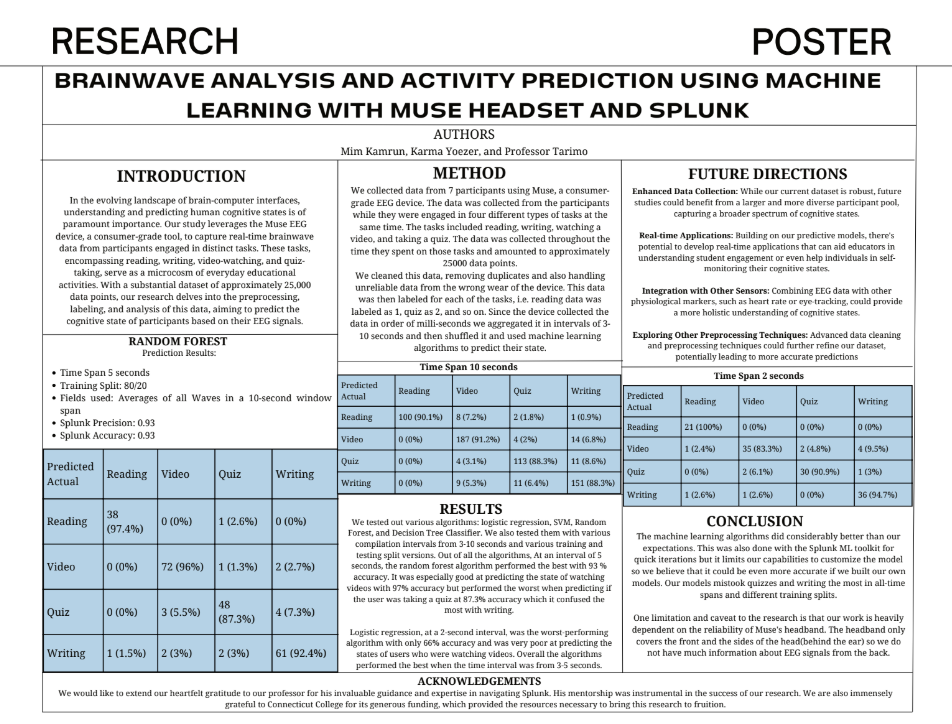 RESEARCH POSTER
BRAINWAVE ANALYSIS AND ACTIVITY PREDICTION USING MACHINE
LEARNING WITH MUSE HEADSET AND SPLUNK
AUTHORS
Mim Kamrun, Karma Yoezer, and Professor Tarimo
INTRODUCTION
In the evolving landscape of brain-computer interfaces,
understanding and predicting human cognitive states is of
paramount importance. Our study leverages the Muse EEG
device, a consumer-grade tool, to capture real-time brainwave
data from participants engaged in distinct tasks. These tasks,
encompassing reading, writing, video-watching, and quiz-
taking, serve as a microcosm of everyday educational
activities. With a substantial dataset of approximately 25,000
data points, our research delves into the preprocessing,
labeling, and analysis of this data, aiming to predict the
cognitive state of participants based on their EEG signals.
RANDOM FOREST
Prediction Results:
• Time Span 5 seconds
• Training Split: 80/20
• Fields used: Averages of all Waves in a 10-second window
span
• Splunk Precision: 0.93
• Splunk Accuracy: 0.93
Predicted
Actual Reading Video Quiz Writing
Reading 38
(97.4%) 0 (0%) 1 (2.6%) 0 (0%)
Video 0 (0%) 72 (96%) 1 (1.3%) 2 (2.7%)
Quiz 0 (0%) 3 (5.5%) 48
(87.3%) 4 (7.3%)
Writing 1 (1.5%) 2 (3%) 2 (3%) 61 (92.4%)
METHOD
We collected data from 7 participants using Muse, a consumer-
grade EEG device. The data was collected from the participants
while they were engaged in four different types of tasks at the
same time. The tasks included reading, writing, watching a
video, and taking a quiz. The data was collected throughout the
time they spent on those tasks and amounted to approximately
25000 data points.
We cleaned this data, removing duplicates and also handling
unreliable data from the wrong wear of the device. This data
was then labeled for each of the tasks, i.e. reading data was
labeled as 1, quiz as 2, and so on. Since the device collected the
data in order of milli-seconds we aggregated it in intervals of 3-
10 seconds and then shuffled it and used machine learning
algorithms to predict their state.
Time Span 10 seconds
Predicted
Actual Reading Video Quiz Writing
Reading 100 (90.1%) 8 (7.2%) 2 (1.8%) 1 (0.9%)
Video 0 (0%) 187 (91.2%) 4 (2%) 14 (6.8%)
Quiz 0 (0%) 4 (3.1%) 113 (88.3%) 11 (8.6%)
Writing 0 (0%) 9 (5.3%) 11 (6.4%) 151 (88.3%)
RESULTS
We tested out various algorithms: logistic regression, SVM, Random
Forest, and Decision Tree Classifier. We also tested them with various
compilation intervals from 3-10 seconds and various training and
testing split versions. Out of all the algorithms, At an interval of 5
seconds, the random forest algorithm performed the best with 93 %
accuracy. It was especially good at predicting the state of watching
videos with 97% accuracy but performed the worst when predicting if
the user was taking a quiz at 87.3% accuracy which it confused the
most with writing.
Logistic regression, at a 2-second interval, was the worst-performing
algorithm with only 66% accuracy and was very poor at predicting the
states of users who were watching videos. Overall the algorithms
performed the best when the time interval was from 3-5 seconds.
FUTURE DIRECTIONS
Enhanced Data Collection: While our current dataset is robust, future
studies could benefit from a larger and more diverse participant pool,
capturing a broader spectrum of cognitive states.
Real-time Applications: Building on our predictive models, there's
potential to develop real-time applications that can aid educators in
understanding student engagement or even help individuals in self-
monitoring their cognitive states.
Integration with Other Sensors: Combining EEG data with other
physiological markers, such as heart rate or eye-tracking, could provide
a more holistic understanding of cognitive states.
Exploring Other Preprocessing Techniques: Advanced data cleaning
and preprocessing techniques could further refine our dataset,
potentially leading to more accurate predictions
Time Span 2 seconds
Predicted
Actual Reading Video Quiz Writing
Reading 21 (100%) 0 (0%) 0 (0%) 0 (0%)
Video 1 (2.4%) 35 (83.3%) 2 (4.8%) 4 (9.5%)
Quiz 0 (0%) 2 (6.1%) 30 (90.9%) 1 (3%)
Writing 1 (2.6%) 1 (2.6%) 0 (0%) 36 (94.7%)
CONCLUSION
The machine learning algorithms did considerably better than our
expectations. This was also done with the Splunk ML toolkit for
quick iterations but it limits our capabilities to customize the model
so we believe that it could be even more accurate if we built our own
models. Our models mistook quizzes and writing the most in all-time
spans and different training splits.
One limitation and caveat to the research is that our work is heavily
dependent on the reliability of Muse's headband. The headband only
covers the front and the sides of the head(behind the ear) so we do
not have much information about EEG signals from the back.
ACKNOWLEDGEMENTS
We would like to extend our heartfelt gratitude to our professor for his invaluable guidance and expertise in navigating Splunk. His mentorship was instrumental in the success of our research. We are also immensely
grateful to Connecticut College for its generous funding, which provided the resources necessary to bring this research to fruition.